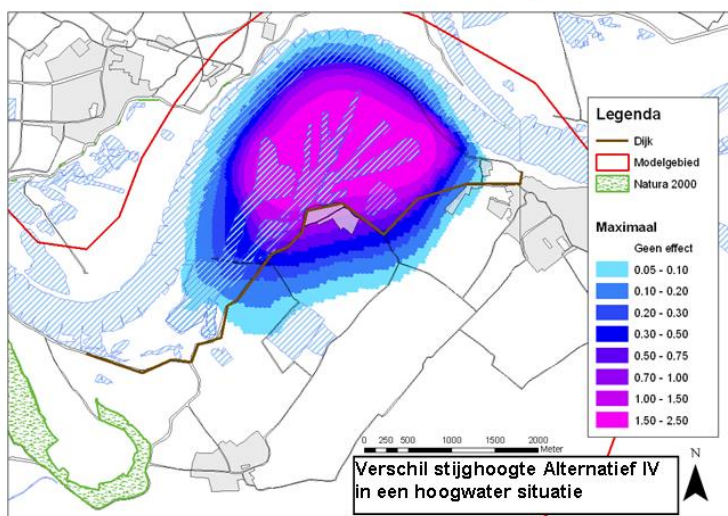 Legenda
Dijk
Modelgebied
Natura 2000
Maximaal
Geen effect
0.05 - 0.10
0.10 - 0.20
0.20 - 0.30
0.30 - 0.50
0.50 - 0.75
0.70 - 1.00
1.00 - 1.50
1.50 - 2.50
0 250 500 1000 1500 2000
Meter
N
Verschil stijghoogte Alternatief IV
in een hoogwater situatie